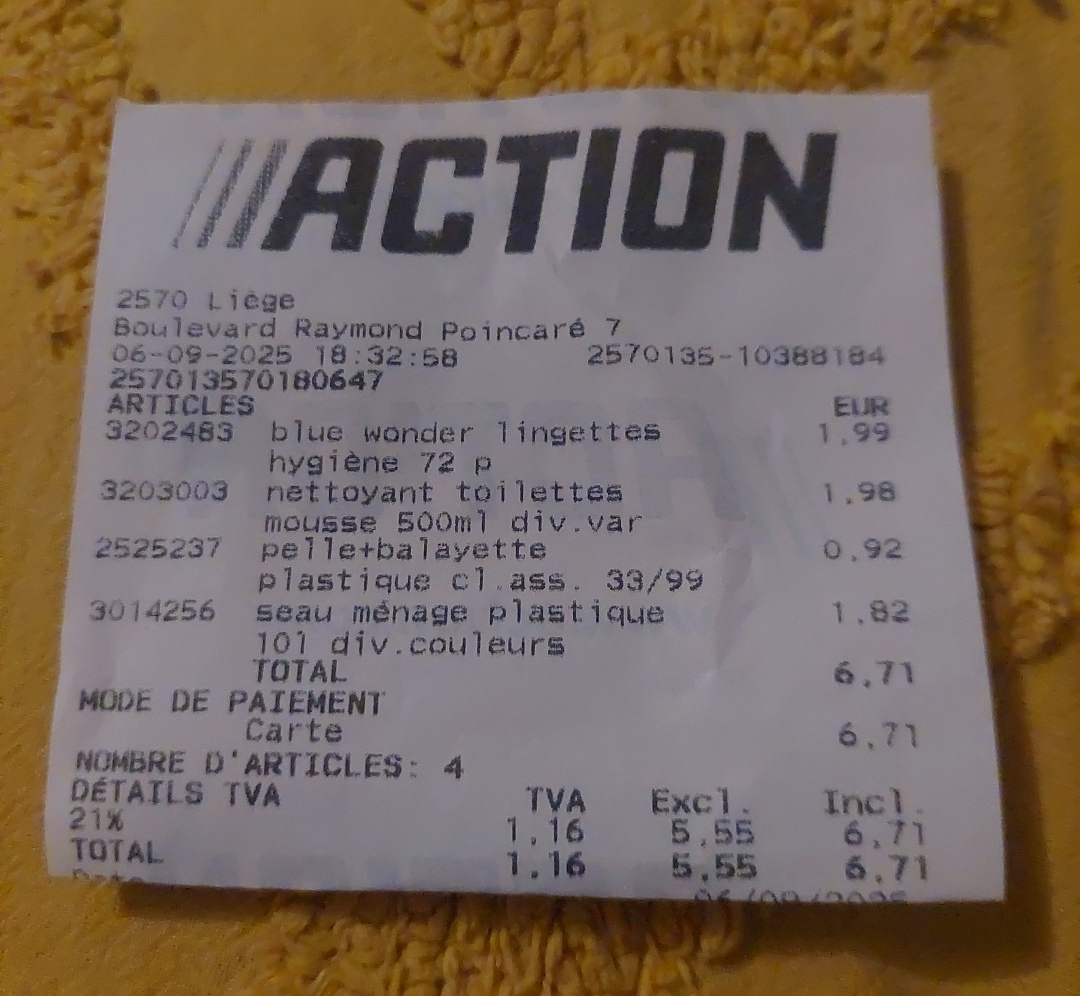 ACTION
2570 Liège
Boulevard Raymond Poincaré 7
06-09-2025 18:32:58 2570135-10388184
257013570180647
ARTICLES EUR
3202483 blue wonder lingettes 1,99
hygiène 72 p
3203003 nettoyant toilettes 1,98
mousse 500ml div.var
2525237 pelle+balayette 0,92
plastique cl.ass. 33/99
3014256 seau ménage plastique 1,82
10l div.couleurs
TOTAL 6,71
MODE DE PAIEMENT
Carte 6,71
NOMBRE D'ARTICLES: 4
DÉTAILS TVA TVA Excl. Incl.
21% 1,16 5,55 6,71
TOTAL 1,16 5,55 6,71
Date 06/09/2025